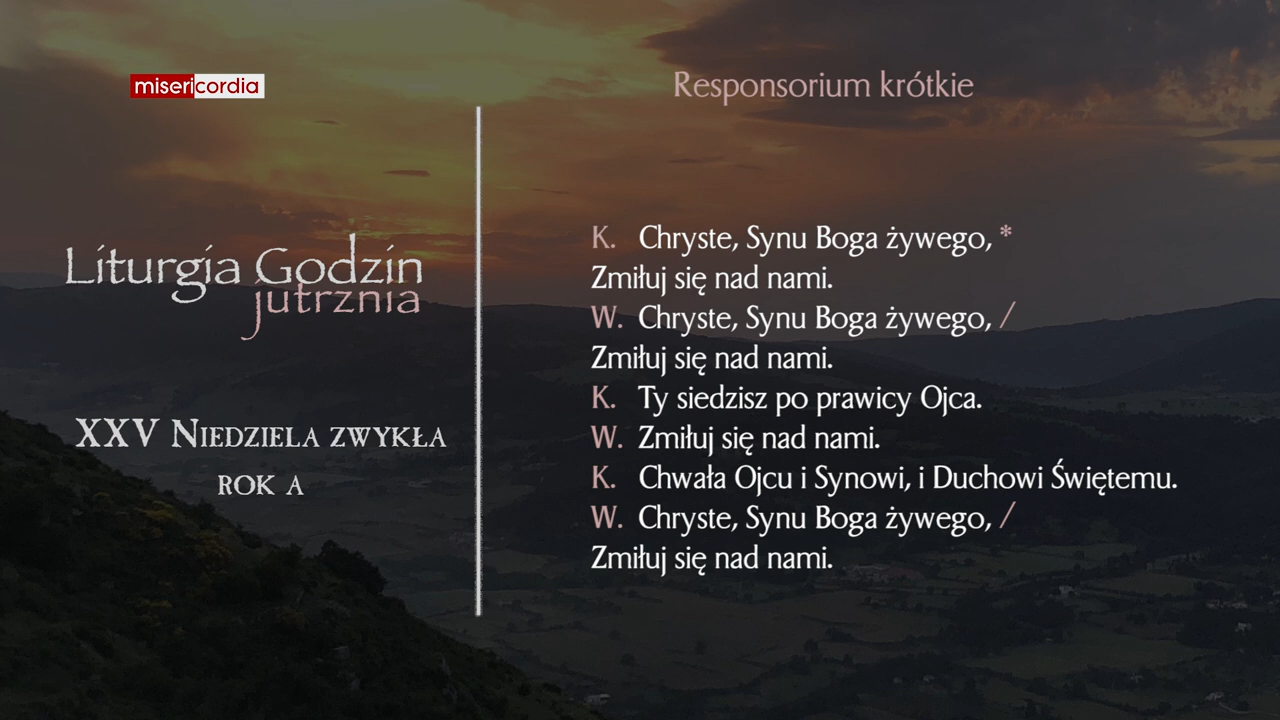 misericordia
Liturgia Godzin
jutrznia
XXV Niedziela zwykła
rok A
Responsorium krótkie
K. Chryste, Synu Boga żywego, *
Zmiłuj się nad nami.
W. Chryste, Synu Boga żywego, /
Zmiłuj się nad nami.
K. Ty siedzisz po prawicy Ojca.
W. Zmiłuj się nad nami.
K. Chwała Ojcu i Synowi, i Duchowi Świętemu.
W. Chryste, Synu Boga żywego, /
Zmiłuj się nad nami.